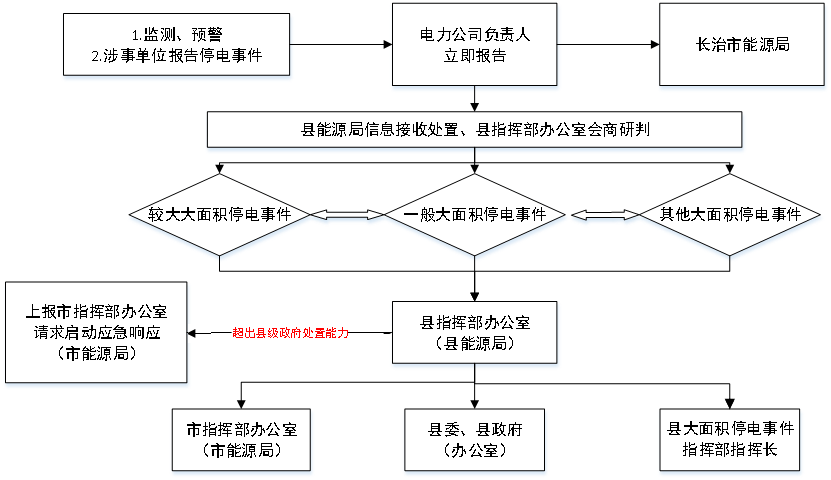 1.监测、预警
2.涉事单位报告停电事件
电力公司负责人
立即报告
长治市能源局
县能源局信息接收处置、县指挥部办公室会商研判
较大大面积停电事件
一般大面积停电事件
其他大面积停电事件
上报市指挥部办公室
请求启动应急响应
（市能源局）
超出县级政府处置能力
县指挥部办公室
（县能源局）
市指挥部办公室
（市能源局）
县委、县政府
（办公室）
县大面积停电事件
指挥部指挥长